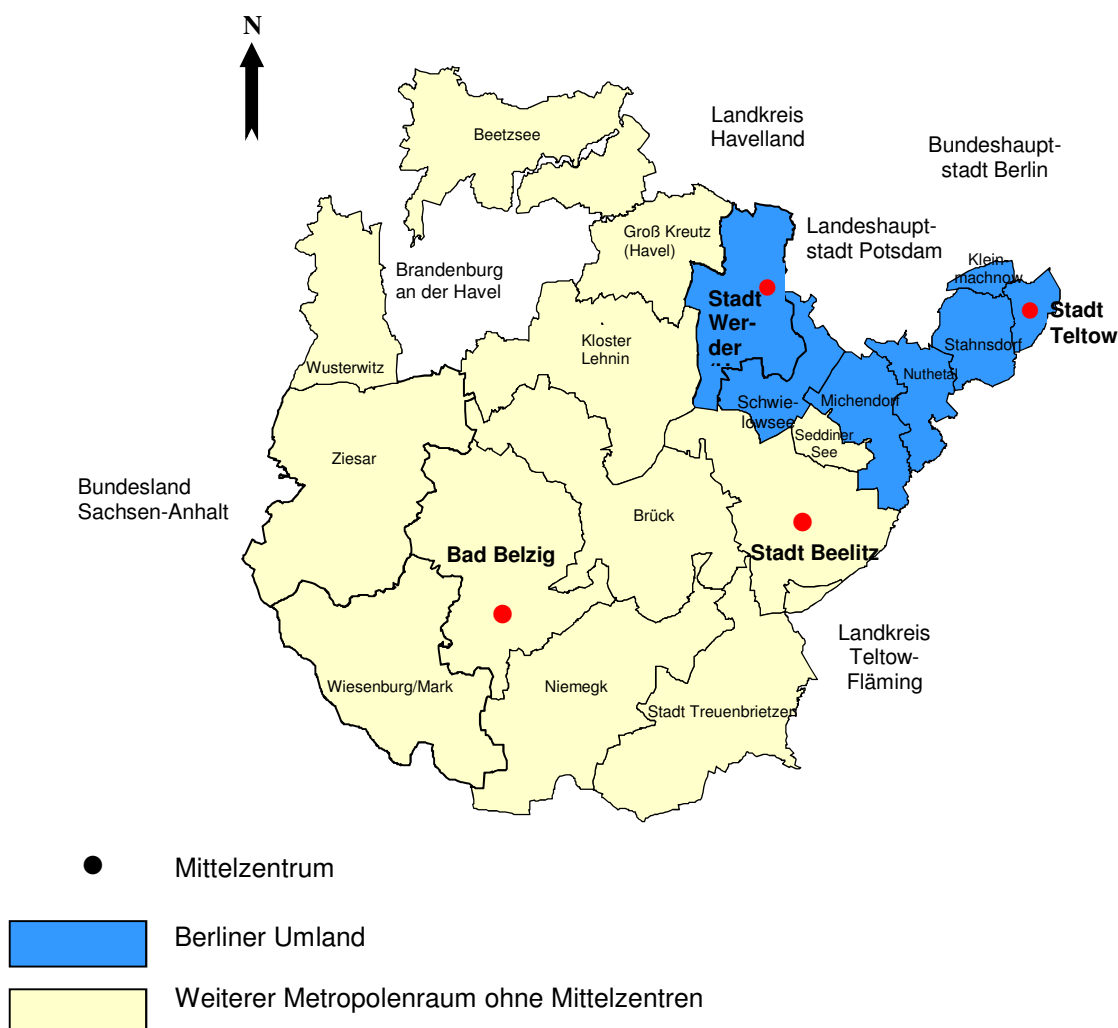 N
Landkreis
Havelland
Beetzsee
Bundeshaupt-
stadt Berlin
Groß Kreutz
(Havel)
Landeshaupt-
stadt Potsdam
Brandenburg
an der Havel
Klein-
machnow
Stadt
Wer-
der
Stadt
Teltow
Kloster
Lehnin
Stahnsdorf
Wusterwitz
Nuthetal
Schwie-
lowsee
Michendorf
Seddiner
See
Ziesar
Bundesland
Sachsen-Anhalt
Brück
Bad Belzig
Stadt Beelitz
Landkreis
Teltow-
Fläming
Wiesenburg/Mark
Niemegk
Stadt Treuenbrietzen
Mittelzentrum
Berliner Umland
Weiterer Metropolenraum ohne Mittelzentren